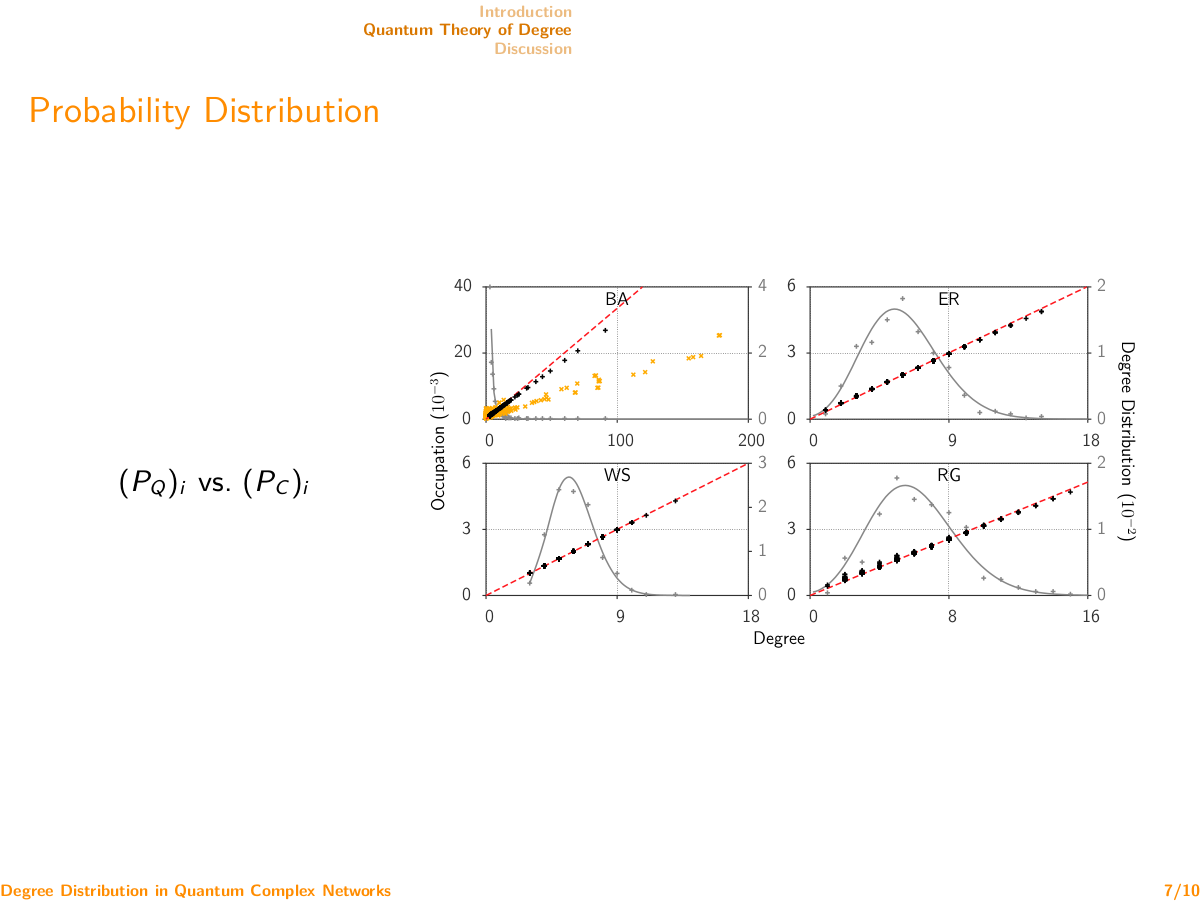 Introduction
Quantum Theory of Degree
Discussion
Probability Distribution
(P_Q)_i vs. (P_C)_i
Occupation (10^{-3})
Degree Distribution (10^{-2})
BA
40
20
0
4
2
0
0 100 200
ER
6
3
0
2
1
0
0 9 18
WS
6
3
0
3
2
1
0
0 9 18
RG
6
3
0
2
1
0
0 8 16
Degree
Degree Distribution in Quantum Complex Networks
7/10